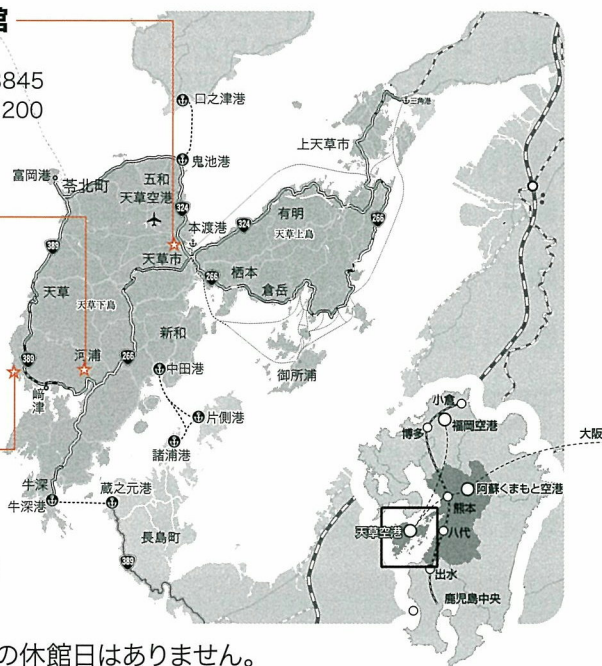 館
8845
200
口之津港
三角港
上天草市
鬼池港
富岡港
苓北町
五和
天草空港
324
本渡港
324
有明
天草上島
266
389
天草市
266
栖本
倉岳
天草
天草下島
新和
御所浦
389
河浦
266
中田港
﨑津
片側港
諸浦港
牛深
牛深港
蔵之元港
長島町
389
小倉
博多
福岡空港
大阪
阿蘇くまもと空港
熊本
天草空港
八代
出水
鹿児島中央
の休館日はありません。